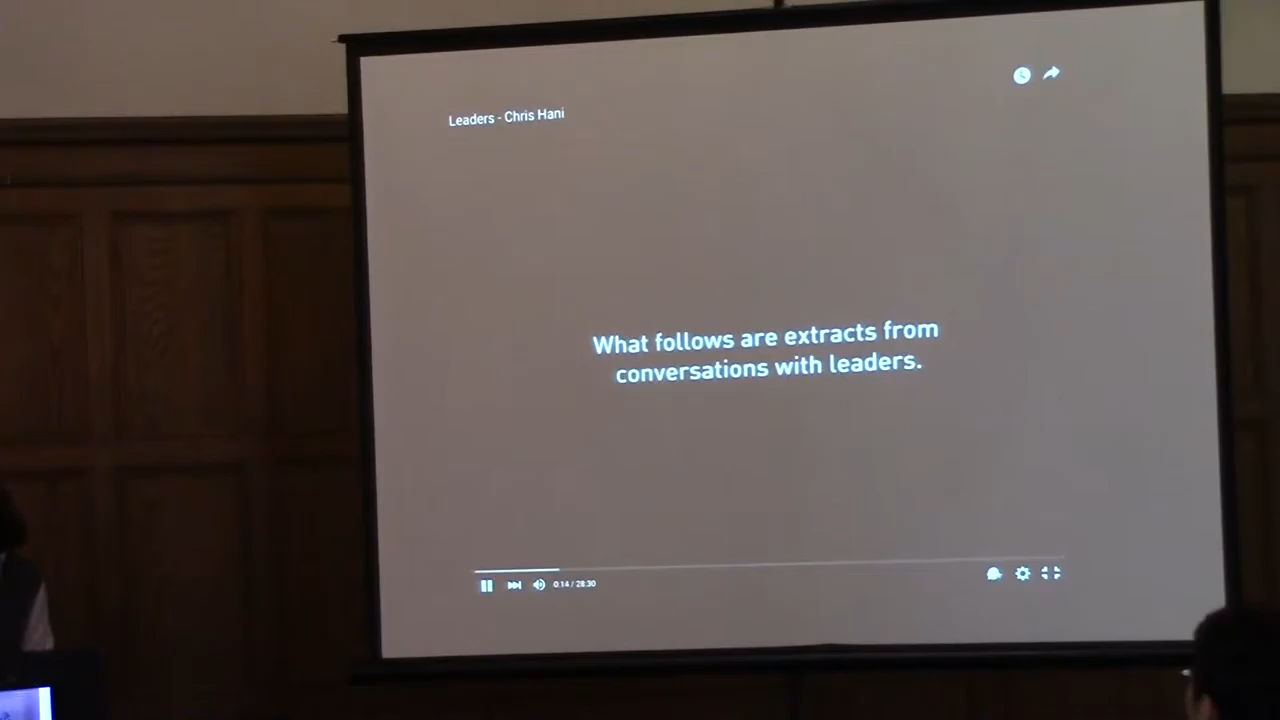 Leaders - Chris Hani
What follows are extracts from
conversations with leaders.
0:14 / 28:30